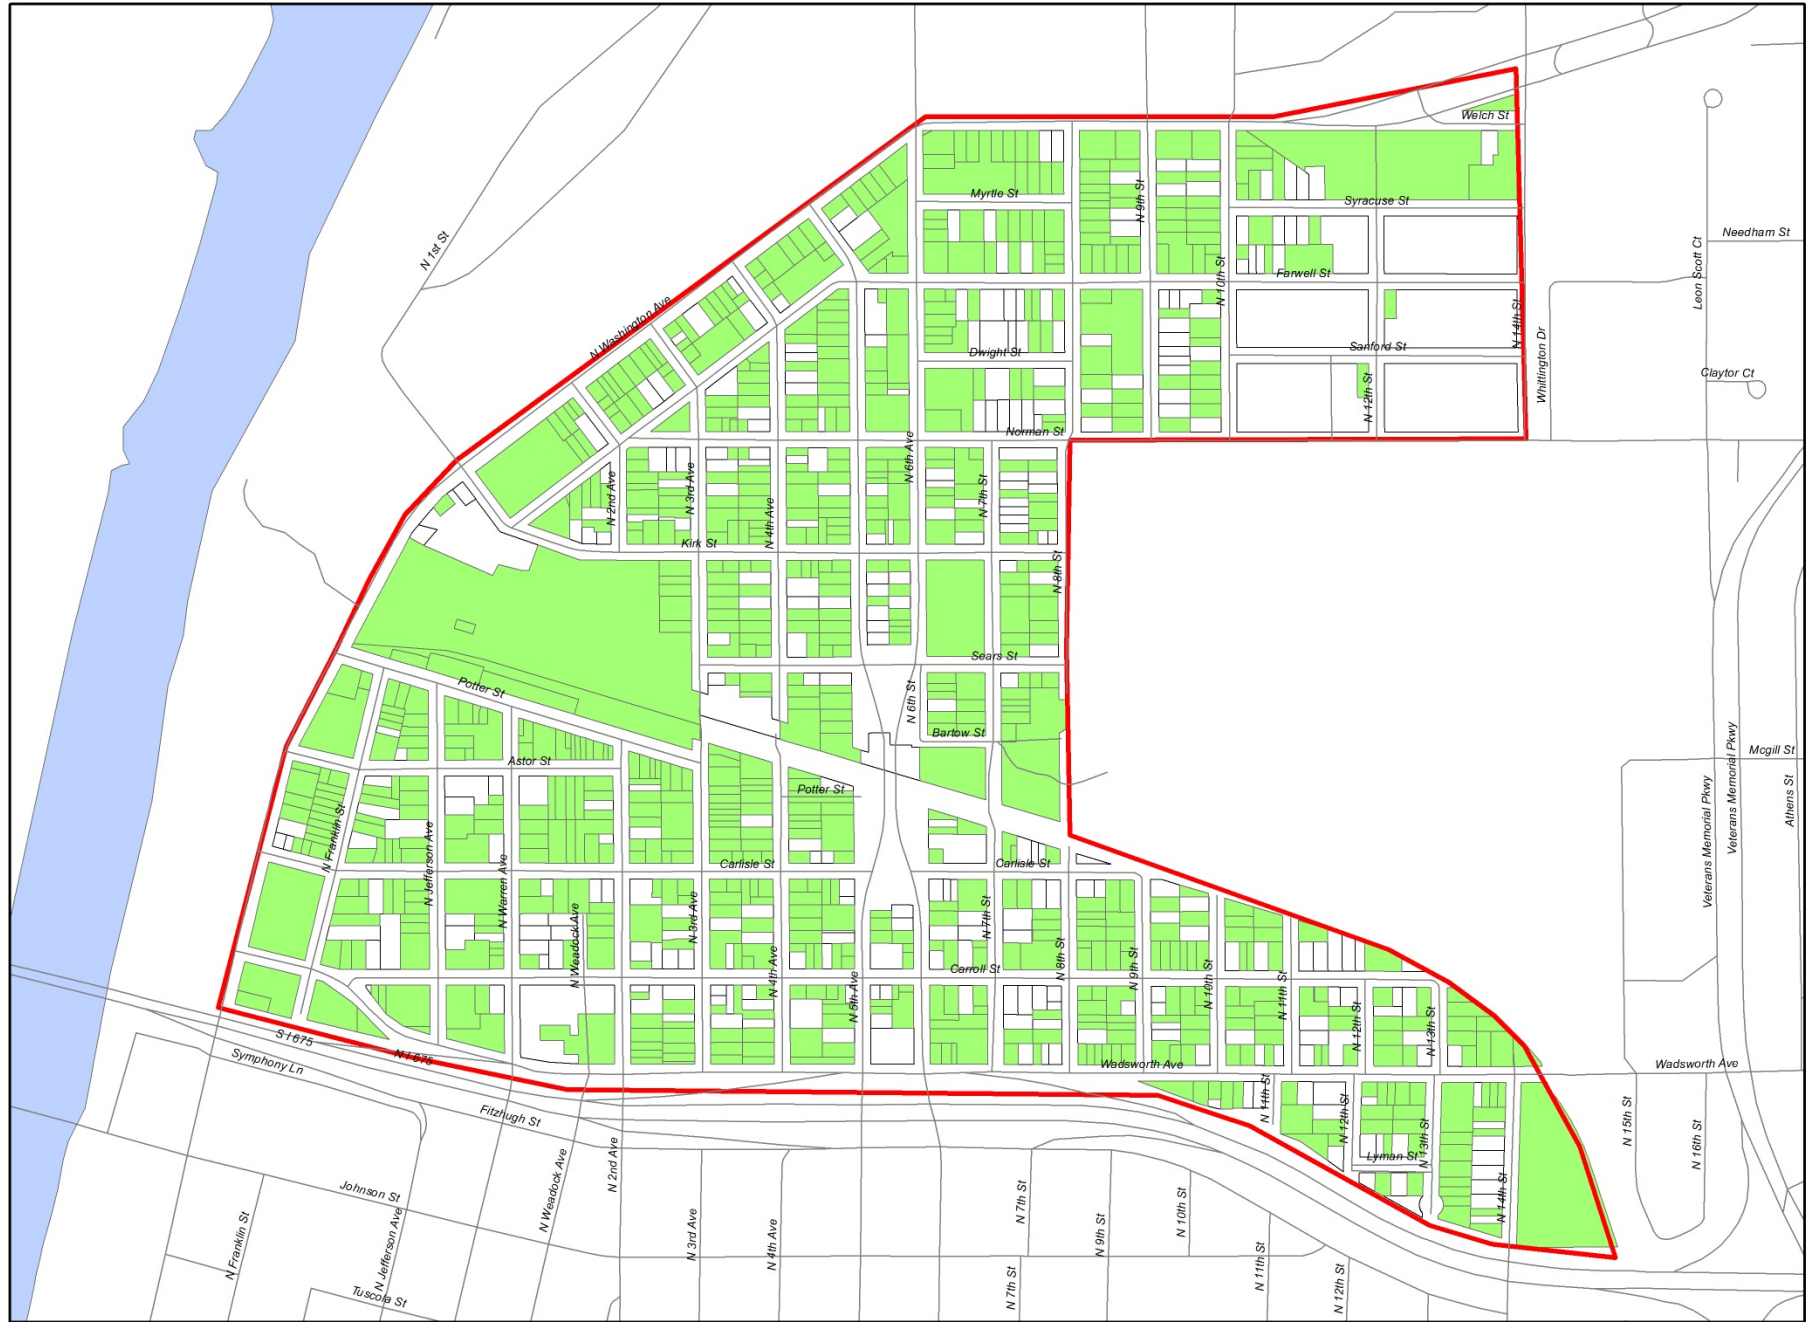 Welch St
N 9th St
Myrtle St
Syracuse St
Needham St
N 1st St
Leon Scott Ct
N 10th St
Farwell St
N Washington Ave
N 14th St
Whittington Dr
Dwight St
Sanford St
Claytor Ct
N 12th St
Norman St
N 6th Ave
N 2nd Ave
N 3rd Ave
N 4th Ave
N 7th St
Kirk St
N 8th St
Sears St
Potter St
N 6th St
Bartow St
Astor St
Potter St
Mcgill St
Veterans Memorial Pkwy
Veterans Memorial Pkwy
Athens St
N Franklin St
N Jefferson Ave
N Warren Ave
Carlisle St
Carlisle St
N Weadock Ave
N 3rd Ave
N 4th Ave
N 5th Ave
N 7th St
N 8th St
N 9th St
N 10th St
N 11th St
N 12th St
N 13th St
Carroll St
S I 675
N I 675
Symphony Ln
Wadsworth Ave
Wadsworth Ave
Fitzhugh St
N 11th St
N 12th St
N 13th St
Lyman St
N 14th St
N 15th St
N 16th St
Johnson St
N Franklin St
N Jefferson Ave
N Weadock Ave
N 2nd Ave
N 3rd Ave
N 4th Ave
N 7th St
N 9th St
N 10th St
N 7th St
N 11th St
N 12th St
Tuscola St